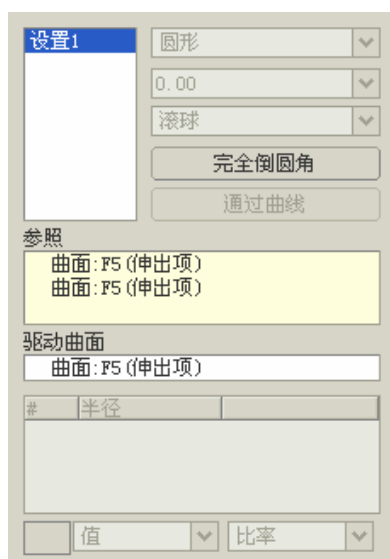 设置1
圆形
0.00
滚球
完全倒圆角
通过曲线
参照
曲面:F5(伸出项)
曲面:F5(伸出项)
驱动曲面
曲面:F5(伸出项)
# 半径
值 比率